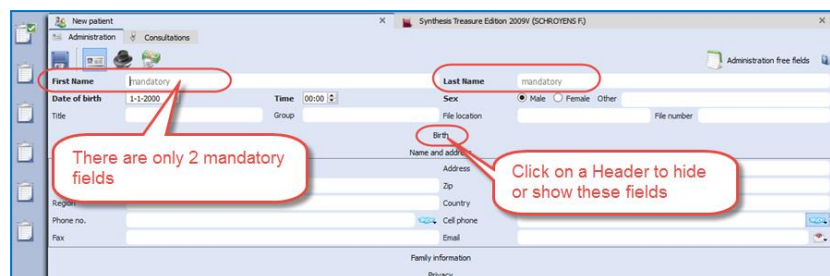 New patient
Synthesis Treasure Edition 2009V (SCHROYENS F.)
Administration
Consultations
Administration free fields
First Name
mandatory
Last Name
mandatory
Date of birth
1-1-2000
Time
00:00
Sex
Male
Female
Other
Title
Group
File location
File number
Birth
Name and address
There are only 2 mandatory
fields
Click on a Header to hide
or show these fields
Address
Zip
Region
Country
Phone no.
Cell phone
Fax
Email
Family information
Privacy